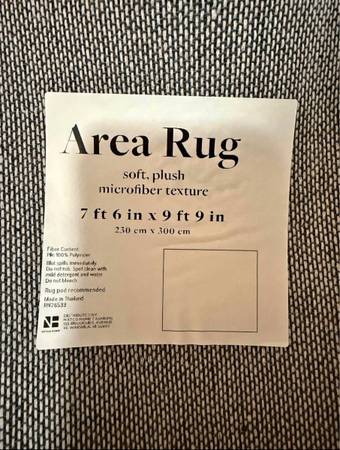 Area Rug
soft, plush
microfiber texture
7 ft 6 in x 9 ft 9 in
230 cm x 300 cm
Fiber Content:
Pile: 100% Polyester
Blot spills immediately.
Do not rub. Spot clean with
mild detergent and water.
Do not bleach.
Rug pad recommended.
Made in Thailand
DISTRIBUTED BY